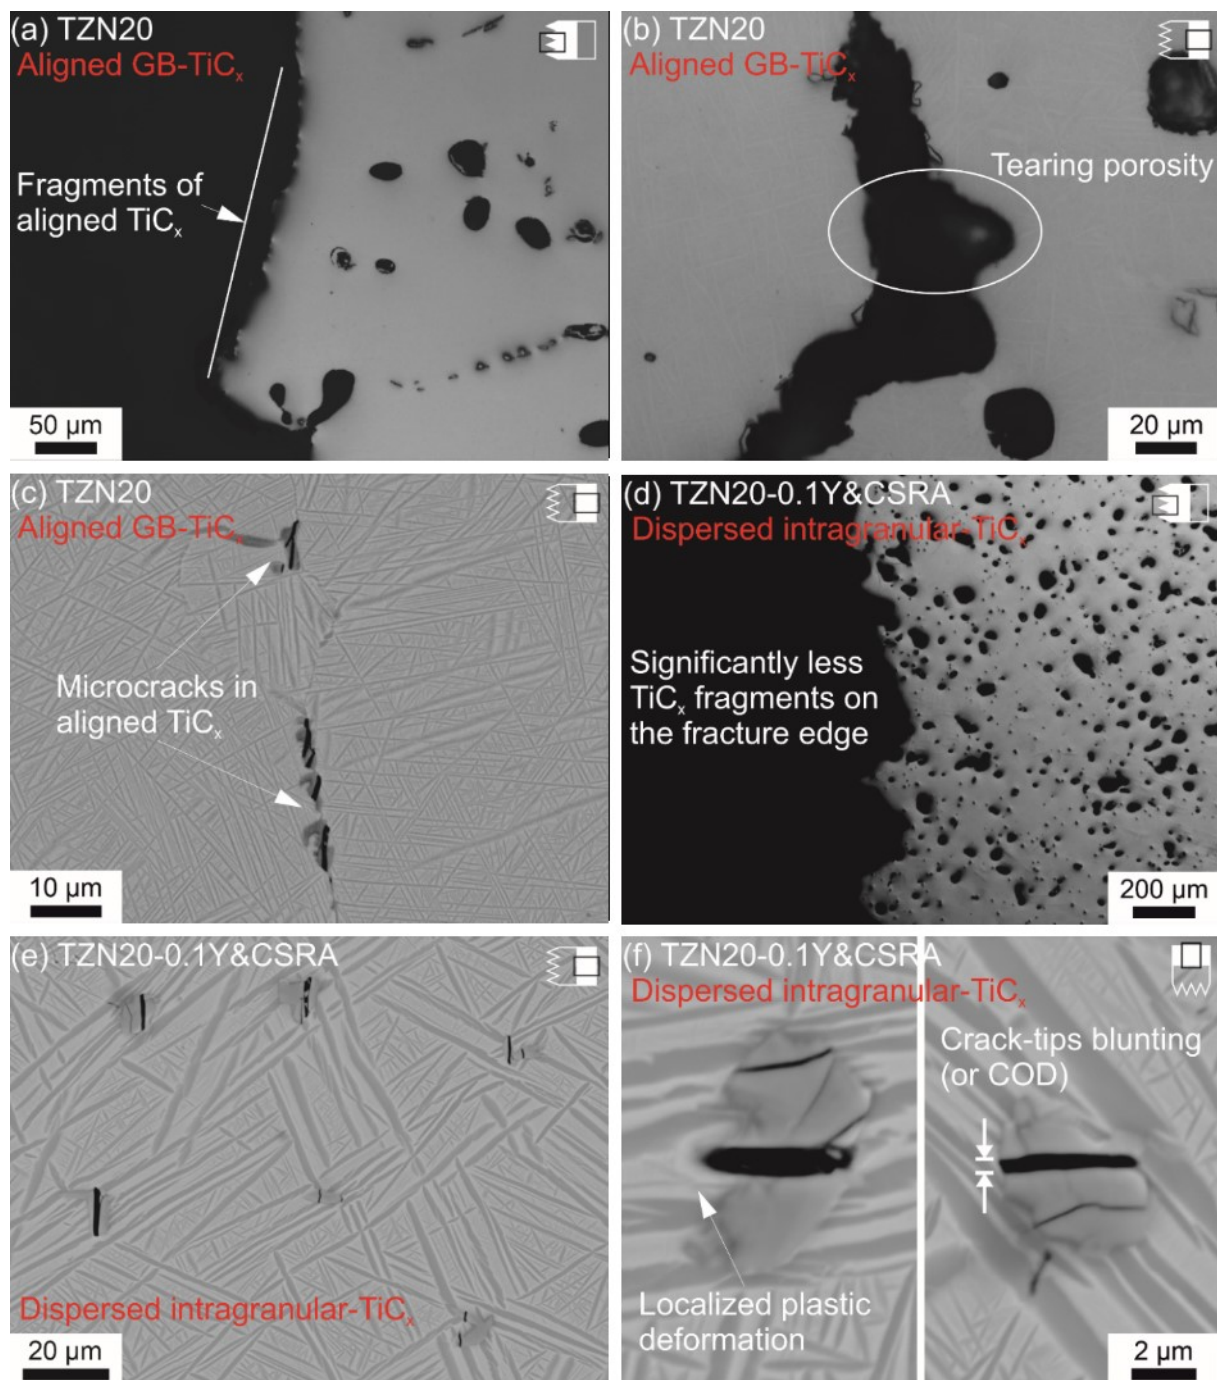 (a) TZN20
Aligned GB-TiCₓ
Fragments of
aligned TiCₓ
50 µm
(b) TZN20
Aligned GB-TiCₓ
Tearing porosity
20 µm
(c) TZN20
Aligned GB-TiCₓ
Microcracks in
aligned TiCₓ
10 µm
(d) TZN20-0.1Y&CSRA
Dispersed intragranular-TiCₓ
Significantly less
TiCₓ fragments on
the fracture edge
200 µm
(e) TZN20-0.1Y&CSRA
Dispersed intragranular-TiCₓ
20 µm
(f) TZN20-0.1Y&CSRA
Dispersed intragranular-TiCₓ
Crack-tips blunting
(or COD)
Localized plastic
deformation
2 µm